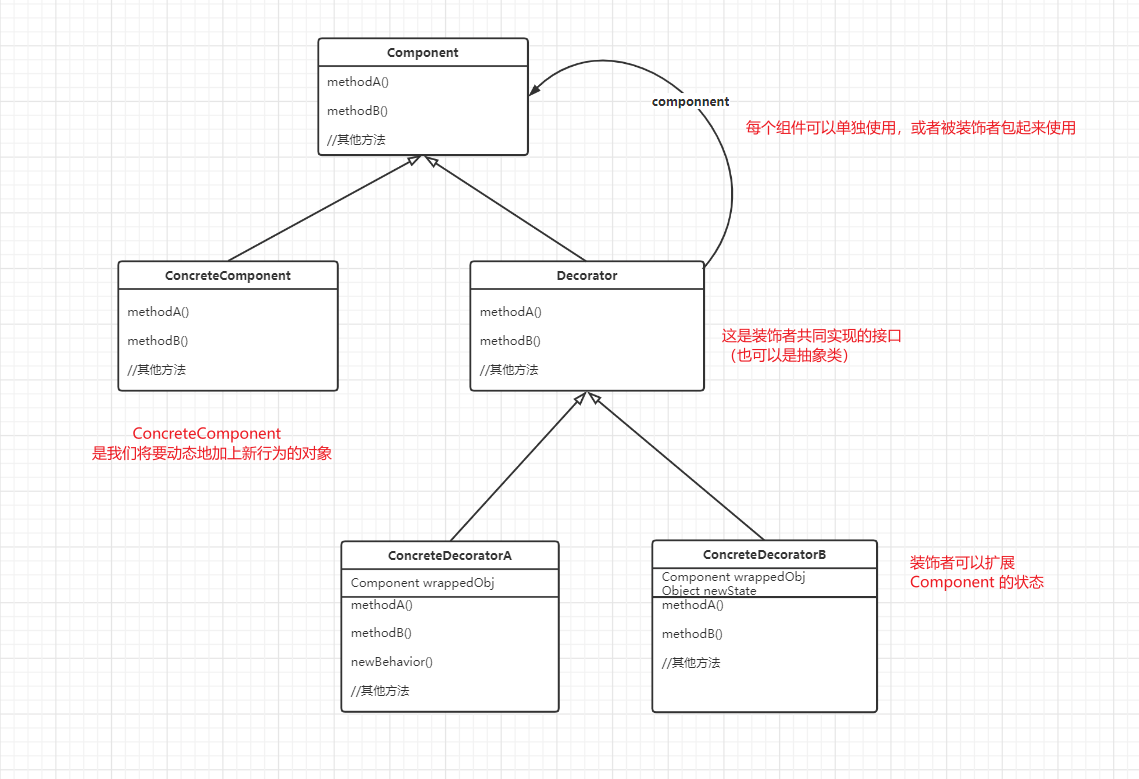 Component
methodA()
methodB()
//其他方法
componnent
每个组件可以单独使用，或者被装饰者包起来使用
ConcreteComponent
methodA()
methodB()
//其他方法
Decorator
methodA()
methodB()
//其他方法
这是装饰者共同实现的接口
（也可以是抽象类）
ConcreteComponent
是我们将要动态地加上新行为的对象
ConcreteDecoratorA
Component wrappedObj
methodA()
methodB()
newBehavior()
//其他方法
ConcreteDecoratorB
Component wrappedObj
Object newState
methodA()
methodB()
//其他方法
装饰者可以扩展
Component 的状态